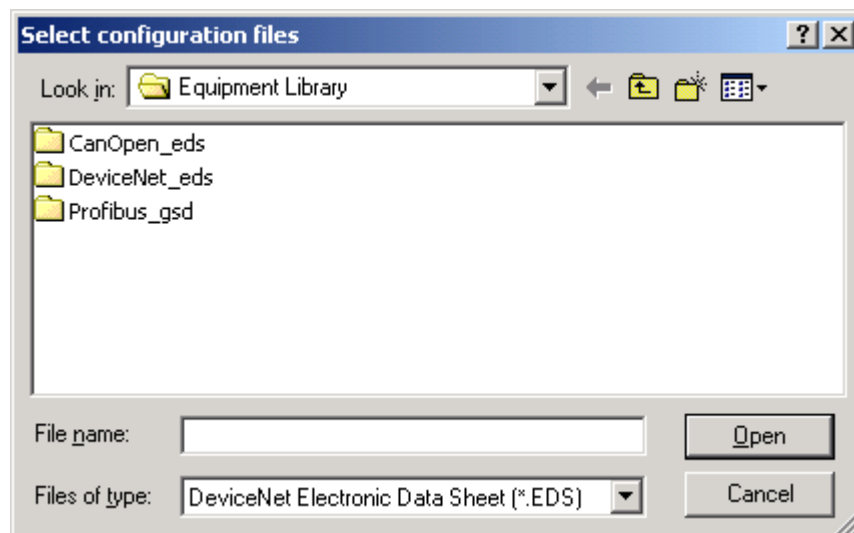 Select configuration files
Look in: Equipment Library
CanOpen_eds
DeviceNet_eds
Profibus_gsd
File name: Open
Files of type: DeviceNet Electronic Data Sheet (*.EDS) Cancel